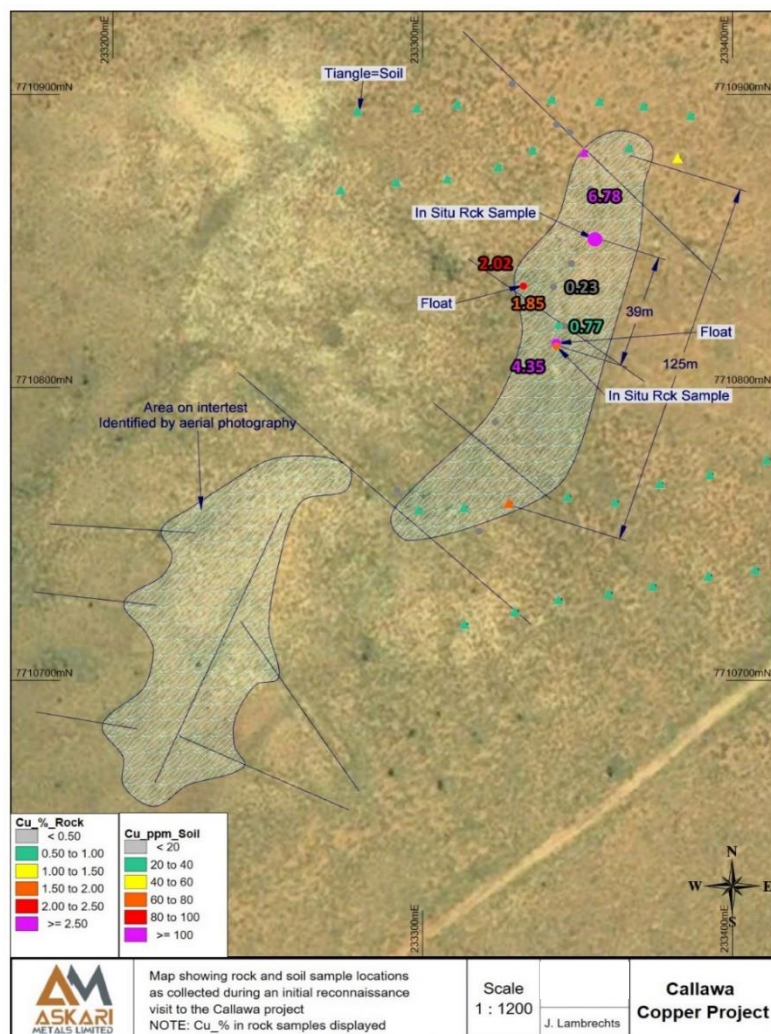 233200mE
233300mE
233400mE
7710900mN
7710900mN
Tiangle=Soil
6.78
In Situ Rck Sample
2.02
0.23
Float
1.85
39m
0.77
Float
125m
4.35
7710800mN
7710800mN
In Situ Rck Sample
Area on intertest
Identified by aerial photography
7710700mN
7710700mN
Cu_%_Rock
< 0.50
0.50 to 1.00
1.00 to 1.50
1.50 to 2.00
2.00 to 2.50
>= 2.50
Cu_ppm_Soil
< 20
20 to 40
40 to 60
60 to 80
80 to 100
>= 100
N
W E
S
233300mE
233400mE
AM
ASKARI
METALS LIMITED
Map showing rock and soil sample locations
as collected during an initial reconnaissance
visit to the Callawa project
NOTE: Cu_% in rock samples displayed
Scale
1 : 1200
J. Lambrechts
Callawa
Copper Project